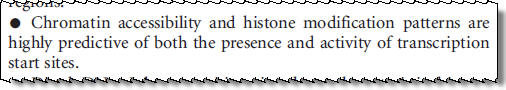 regions.
● Chromatin accessibility and histone modification patterns are
highly predictive of both the presence and activity of transcription
start sites.